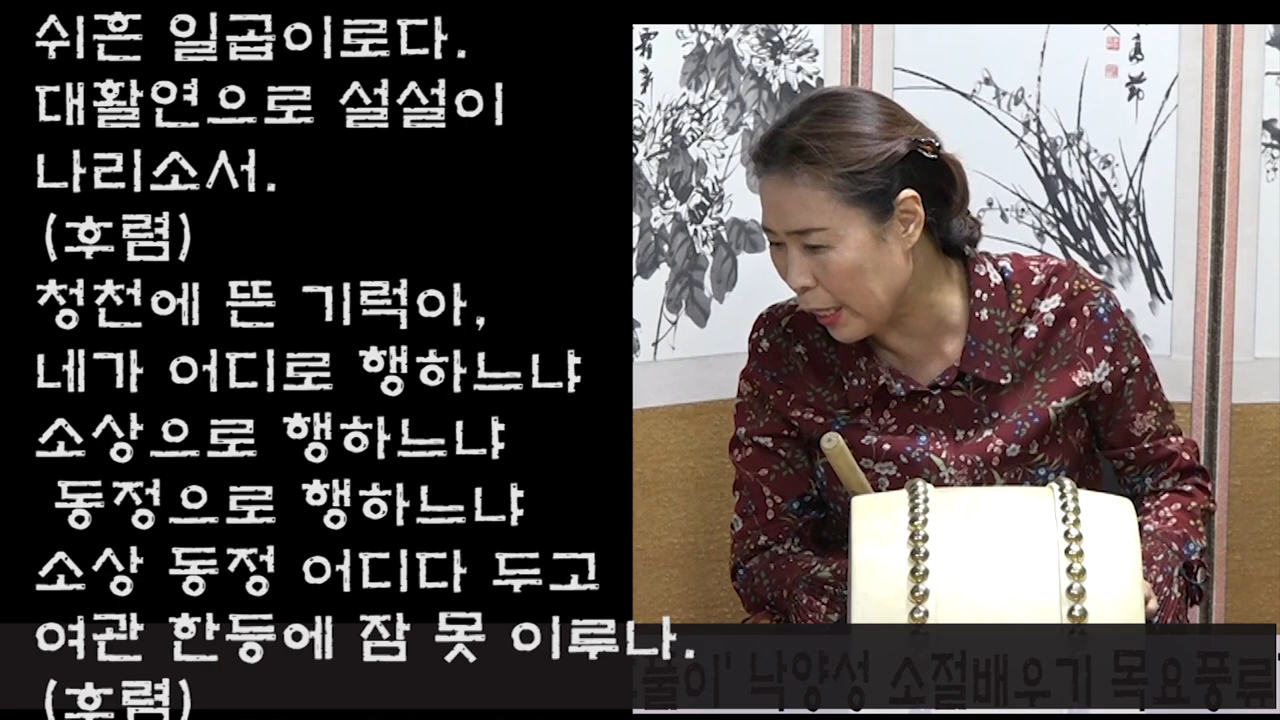 쉬흔 일곱이로다.
대활연으로 설설이
나리소서.
(후렴)
청천에 뜬 기럭아,
네가 어디로 행하느냐
소상으로 행하느냐
동정으로 행하느냐
소상 동정 어디다 두고
여관 한등에 잠 못 이루나.
(후렴)
낙양성 소절배우기 목요풍류